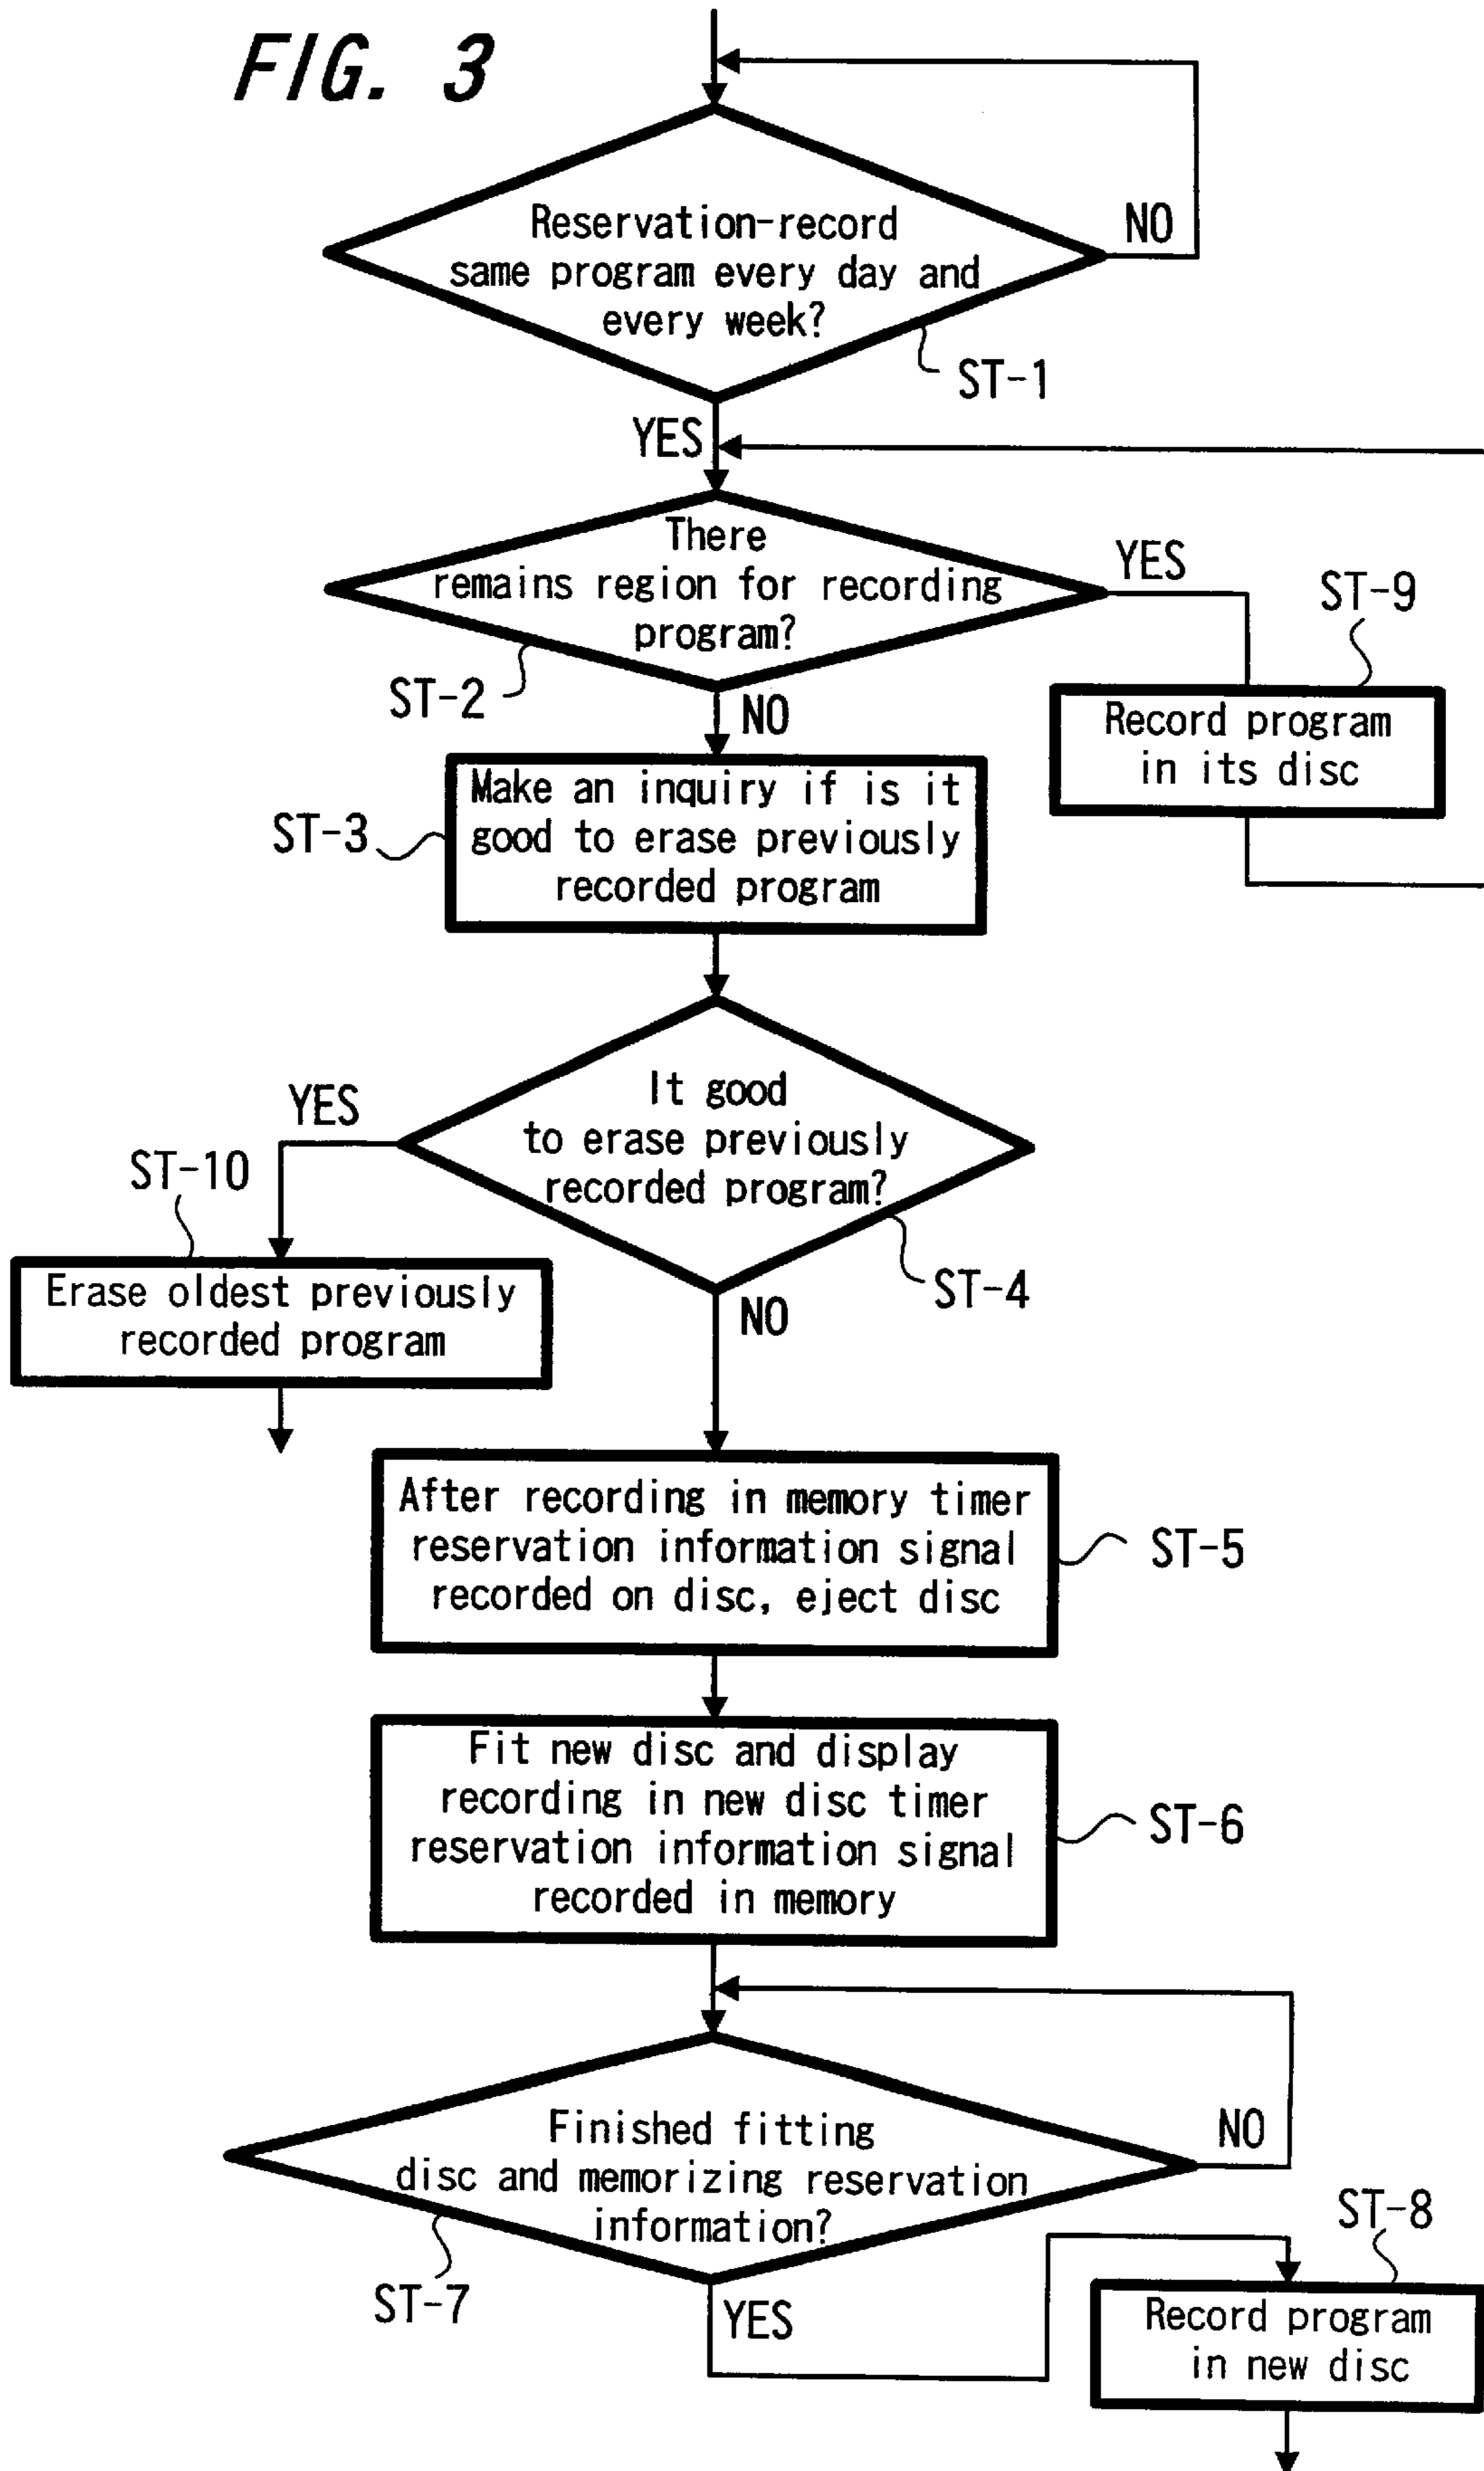 FIG. 3
Reservation-record
same program every day and
every week?
NO
ST-1
YES
There
remains region for recording
program?
YES
ST-9
ST-2
NO
Record program
in its disc
Make an inquiry if is it
good to erase previously
recorded program
ST-3
It good
to erase previously
recorded program?
YES
ST-10
ST-4
NO
Erase oldest previously
recorded program
After recording in memory timer
reservation information signal
recorded on disc, eject disc
ST-5
Fit new disc and display
recording in new disc timer
reservation information signal
recorded in memory
ST-6
Finished fitting
disc and memorizing reservation
information?
NO
ST-7
YES
ST-8
Record program
in new disc